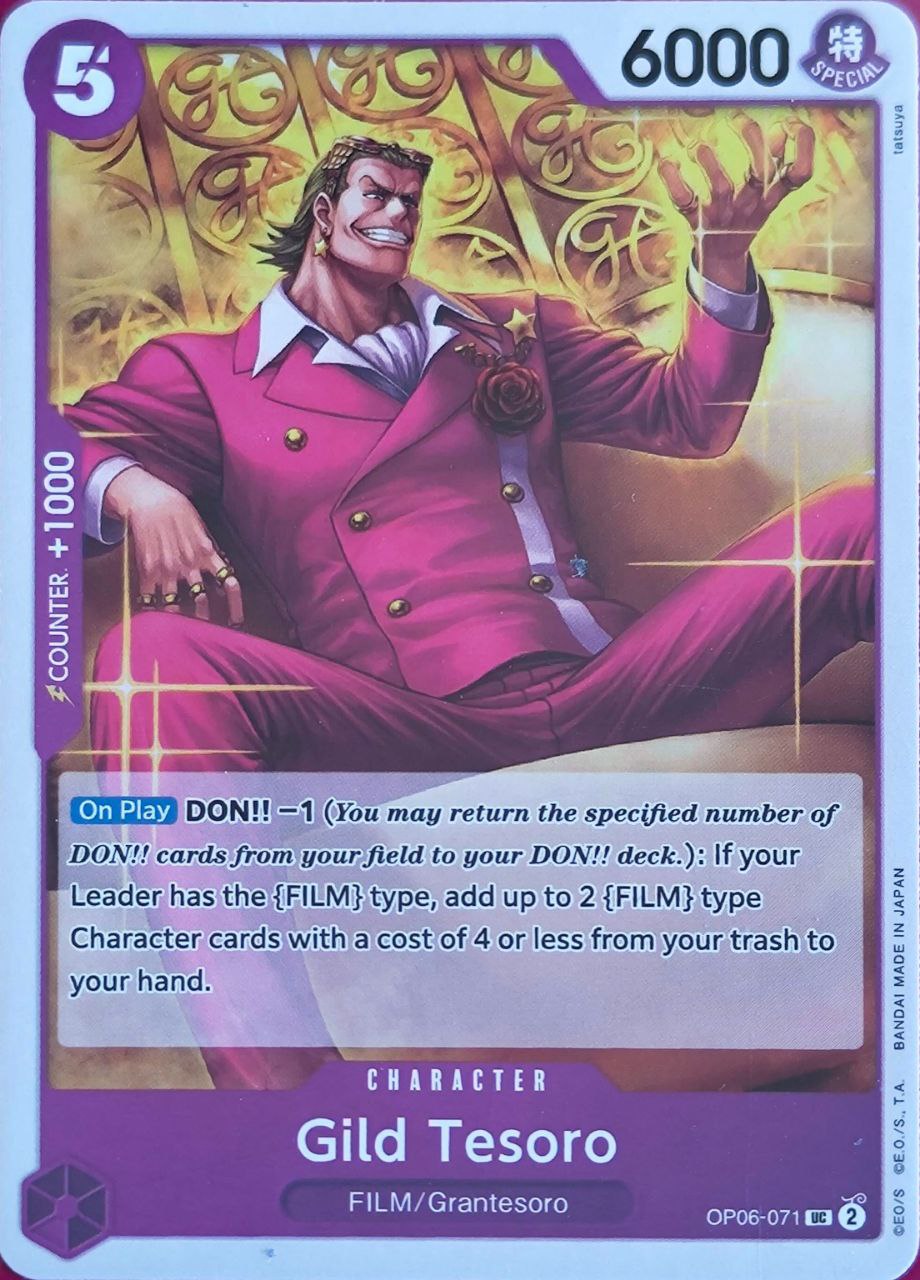 5
6000
特
SPECIAL
tatsuya
COUNTER. +1000
On Play DON!! −1 (You may return the specified number of
DON!! cards from your field to your DON!! deck.): If your
Leader has the {FILM} type, add up to 2 {FILM} type
Character cards with a cost of 4 or less from your trash to
your hand.
CHARACTER
Gild Tesoro
FILM/Grantesoro
OP06-071 UC 2
©EO/S ©E.O./S., T.A. BANDAI MADE IN JAPAN